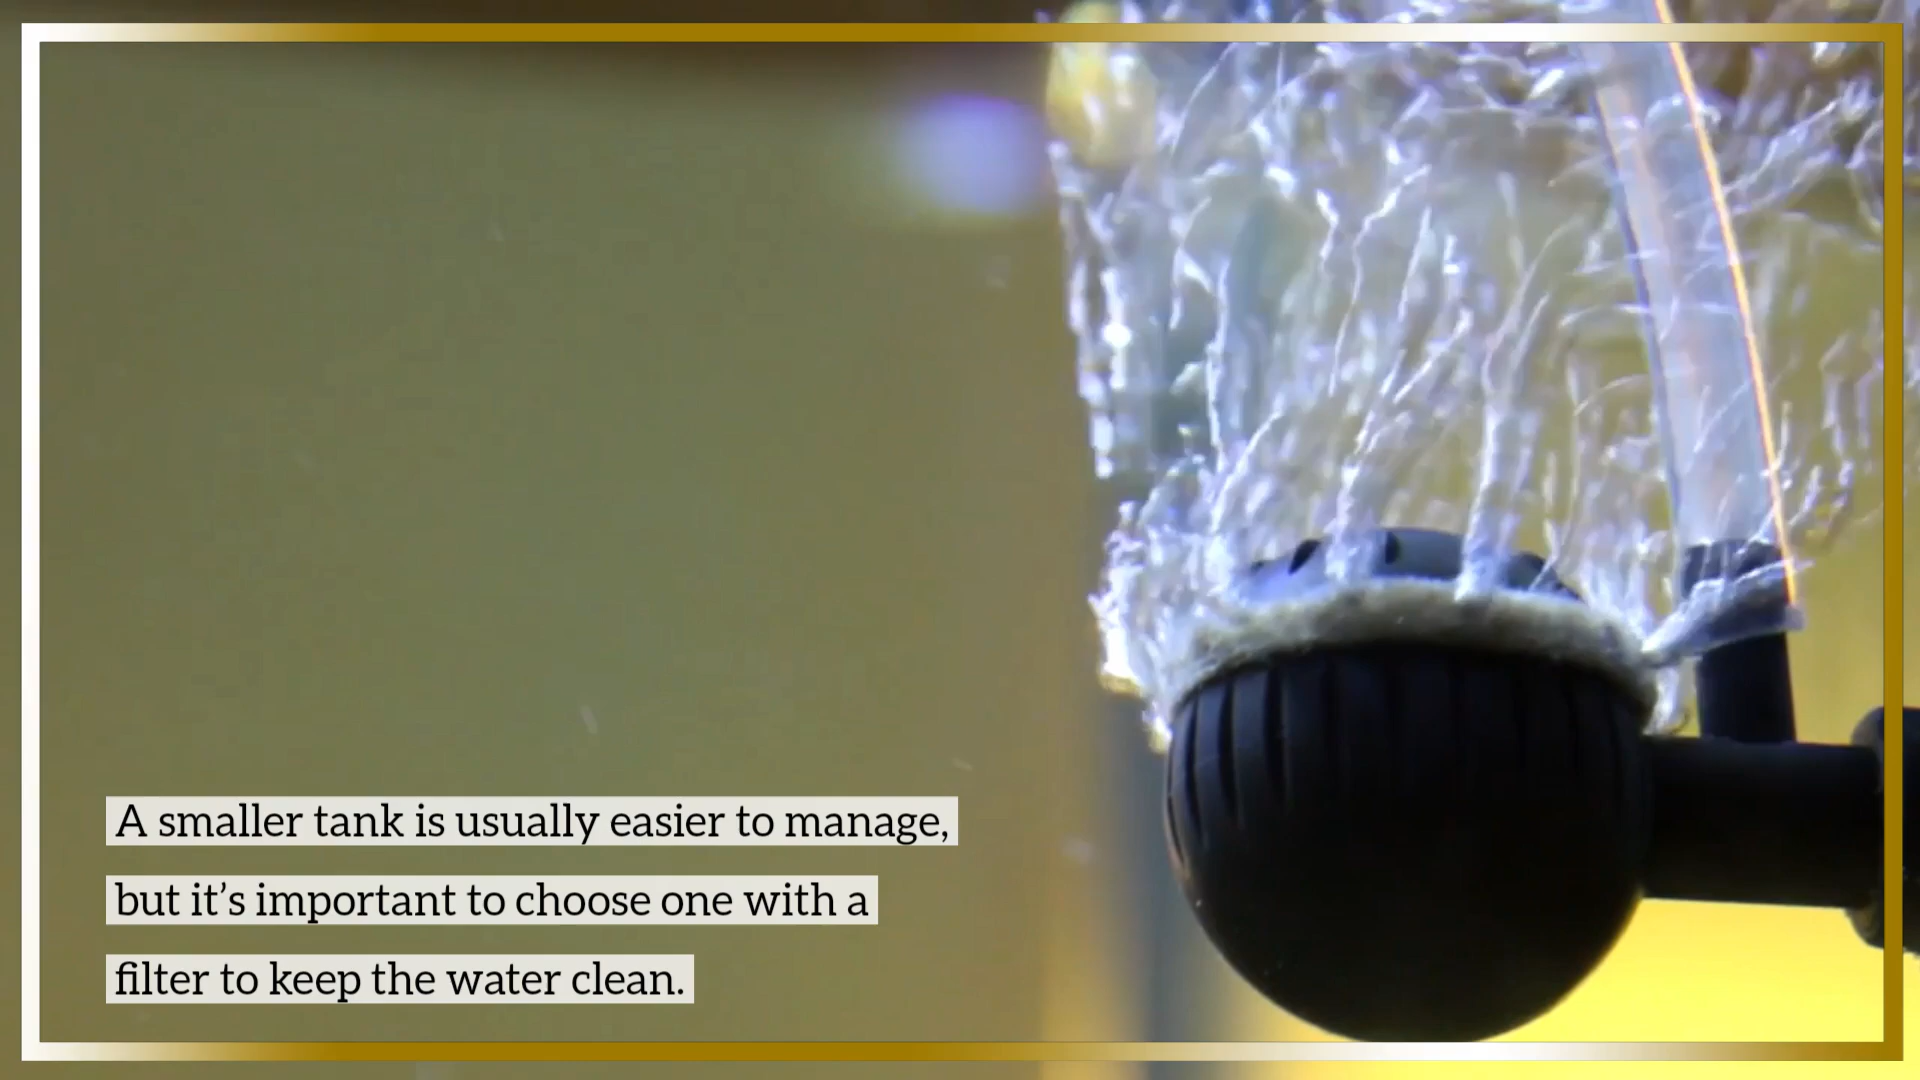 A smaller tank is usually easier to manage,
but it’s important to choose one with a
filter to keep the water clean.